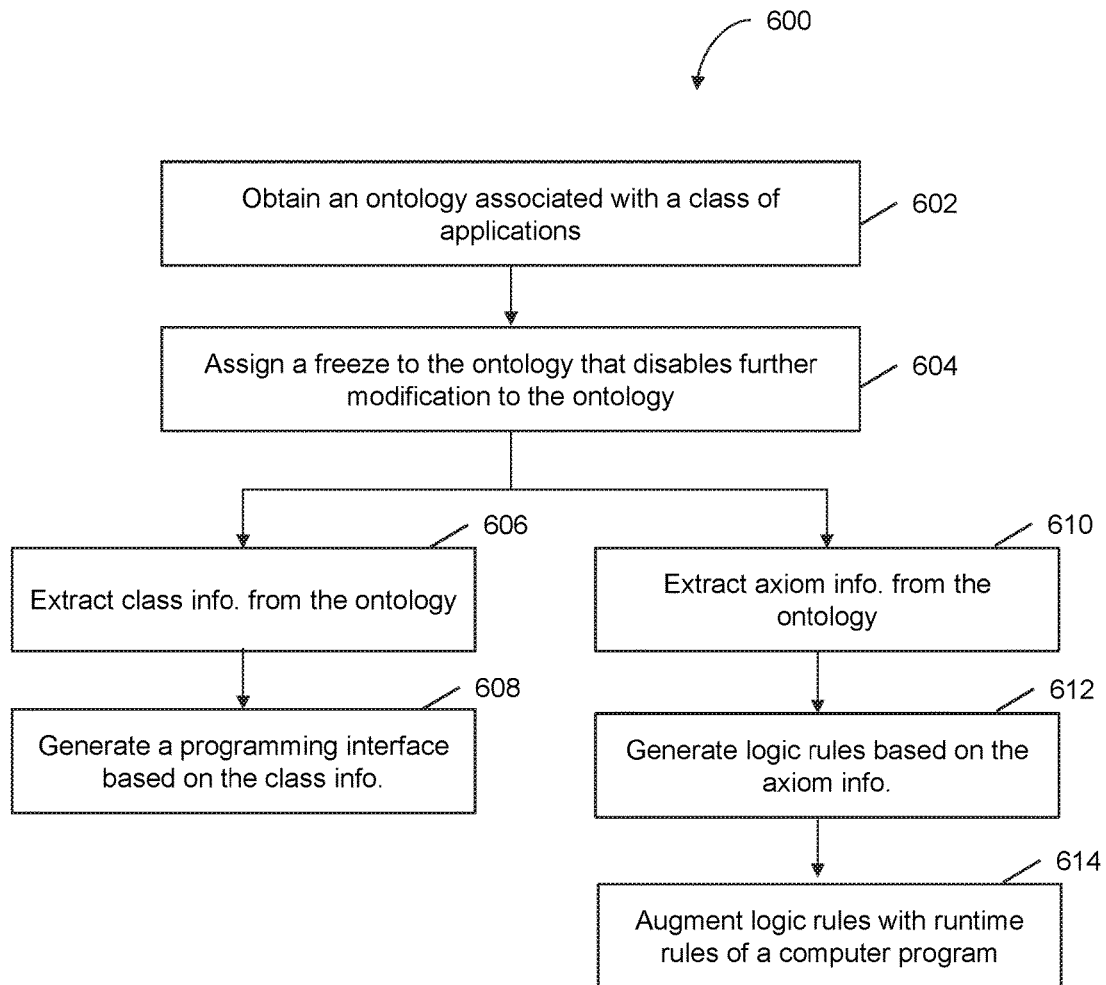 600
Obtain an ontology associated with a class of
applications
602
Assign a freeze to the ontology that disables further
modification to the ontology
604
606
Extract class info. from the ontology
608
Generate a programming interface
based on the class info.
610
Extract axiom info. from the
ontology
612
Generate logic rules based on the
axiom info.
614
Augment logic rules with runtime
rules of a computer program